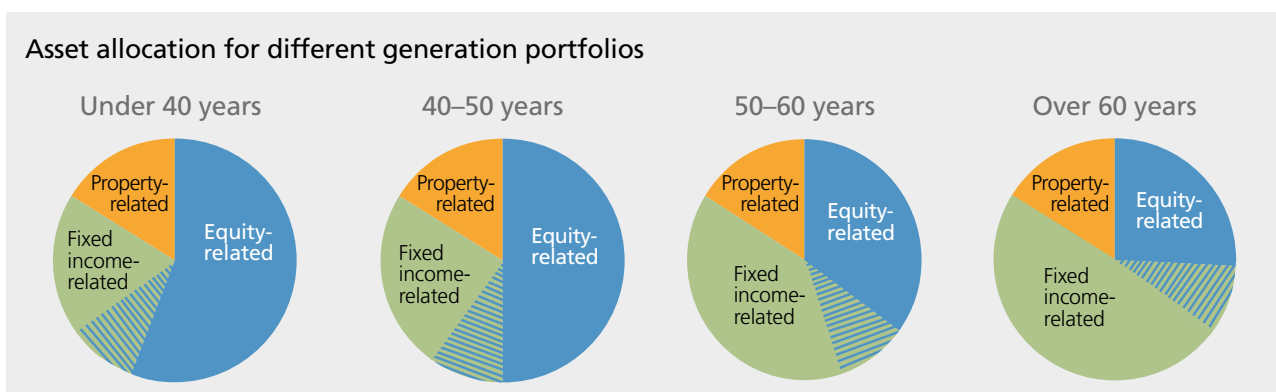 Asset allocation for different generation portfolios
Under 40 years
Property-
related
Equity-
related
Fixed
income-
related
40–50 years
Property-
related
Equity-
related
Fixed
income-
related
50–60 years
Property-
related
Equity-
related
Fixed
income-
related
Over 60 years
Property-
related
Equity-
related
Fixed
income-
related